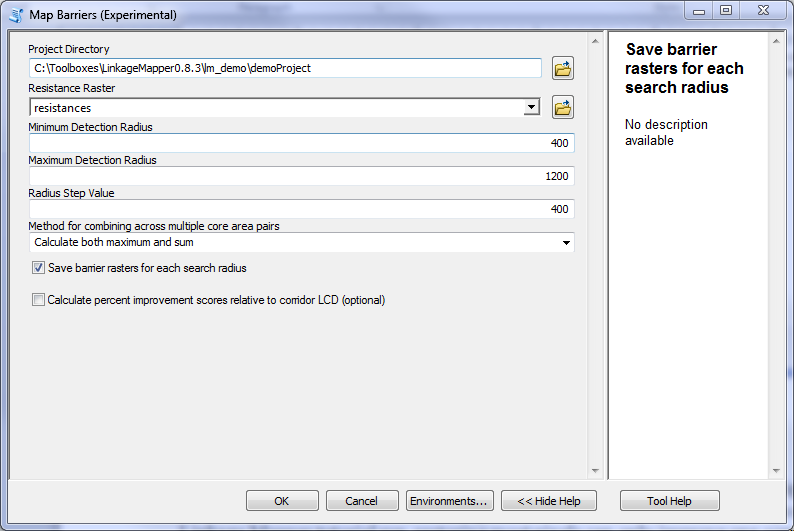 Map Barriers (Experimental)
Project Directory
C:\Toolboxes\LinkageMapper0.8.3\lm_demo\demoProject
Resistance Raster
resistances
Minimum Detection Radius
400
Maximum Detection Radius
1200
Radius Step Value
400
Method for combining across multiple core area pairs
Calculate both maximum and sum
Save barrier rasters for each search radius
Calculate percent improvement scores relative to corridor LCD (optional)
Save barrier
rasters for each
search radius
No description
available
OK
Cancel
Environments...
<< Hide Help
Tool Help